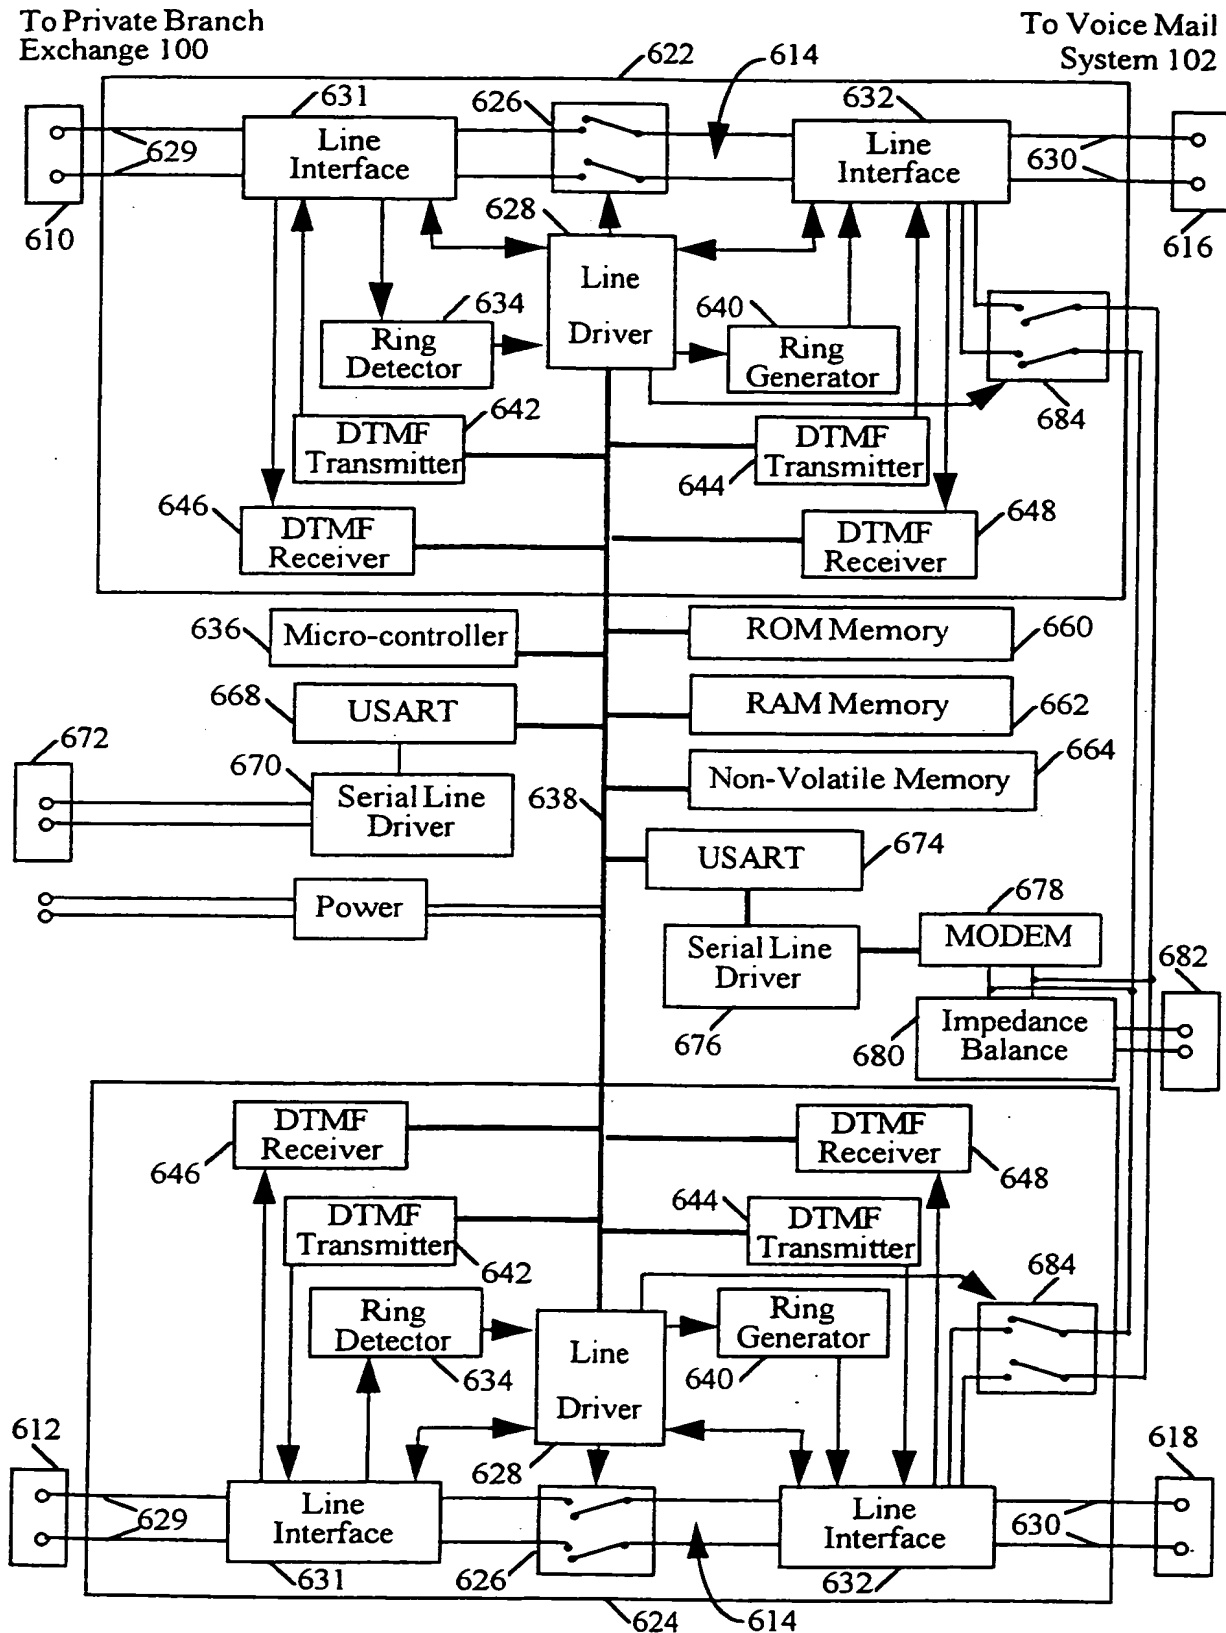 To Private Branch
Exchange 100
To Voice Mail
System 102
622
614
631
626
632
Line
Interface
Line
Interface
629
630
610
616
628
Line
Driver
634
640
Ring
Detector
Ring
Generator
684
642
DTMF
Transmitter
DTMF
Transmitter
644
646
648
DTMF
Receiver
DTMF
Receiver
636
Micro-controller
ROM Memory
660
668
USART
RAM Memory
662
672
670
Serial Line
Driver
638
Non-Volatile Memory
664
USART
674
Power
678
MODEM
Serial Line
Driver
676
682
680
Impedance
Balance
DTMF
Receiver
646
DTMF
Receiver
648
DTMF
Transmitter
642
644
DTMF
Transmitter
684
Ring
Detector
634
Line
Driver
628
Ring
Generator
640
612
618
Line
Interface
Line
Interface
629
630
631
626
632
624
614